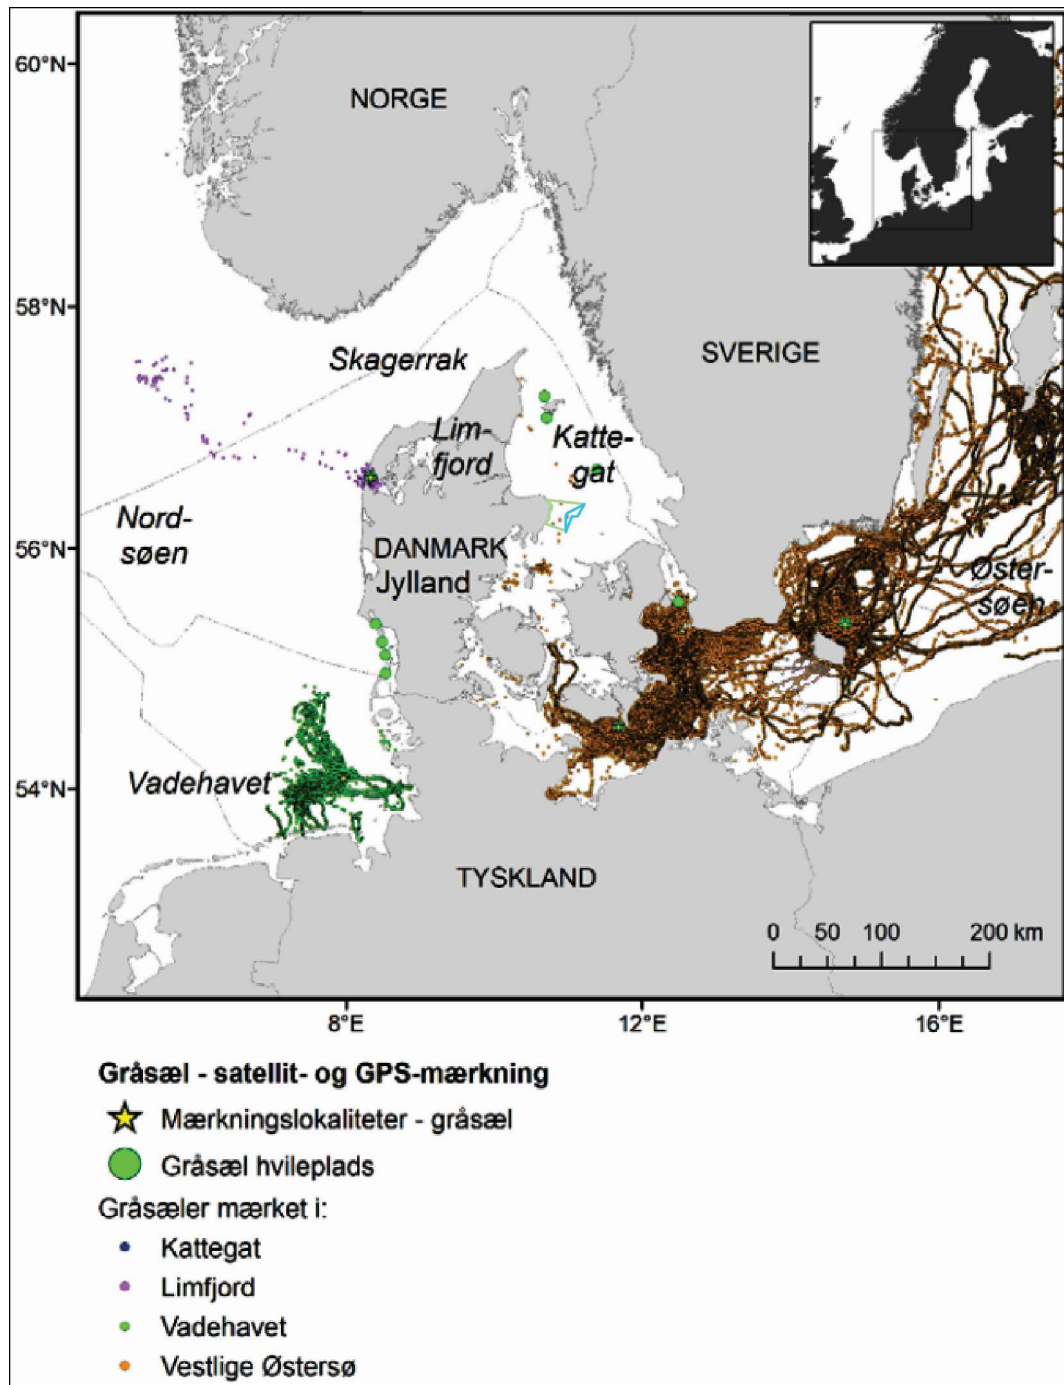 60°N
NORGE
58°N
Skagerrak
SVERIGE
Lim-
fjord
Katte-
gat
Nord-
søen
56°N
DANMARK
Jylland
Øster-
søen
54°N
Vadehavet
TYSKLAND
0 50 100 200 km
8°E 12°E 16°E
Gråsæl - satellit- og GPS-mærkning
Mærkningslokaliteter - gråsæl
Gråsæl hvileplads
Gråsæler mærket i:
Kattegat
Limfjord
Vadehavet
Vestlige Østersø